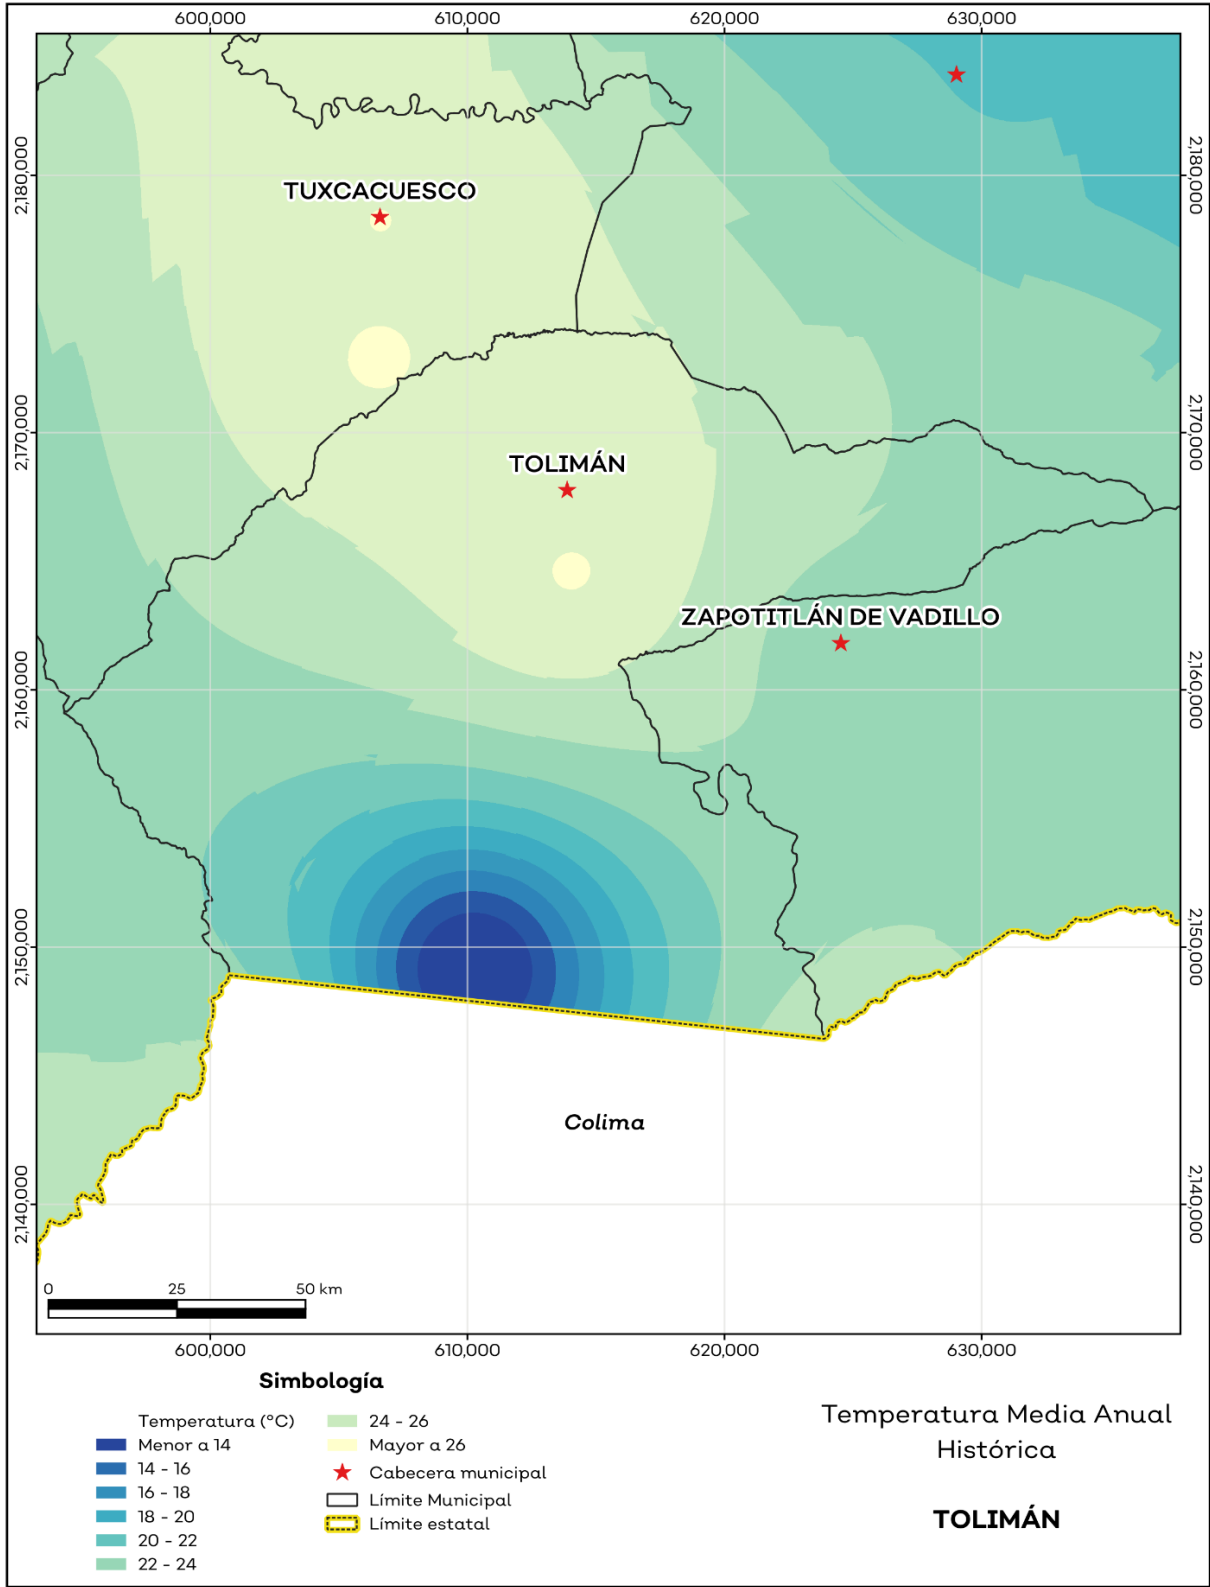 600,000
610,000
620,000
630,000
2,180,000
2,180,000
TUXCACUESCO
2,170,000
2,170,000
TOLIMÁN
ZAPOTITLÁN DE VADILLO
2,160,000
2,160,000
2,150,000
2,150,000
Colima
2,140,000
2,140,000
0 25 50 km
600,000
610,000
620,000
630,000
Simbología
Temperatura (°C)
Menor a 14
14 - 16
16 - 18
18 - 20
20 - 22
22 - 24
24 - 26
Mayor a 26
Cabecera municipal
Límite Municipal
Límite estatal
Temperatura Media Anual
Histórica
TOLIMÁN